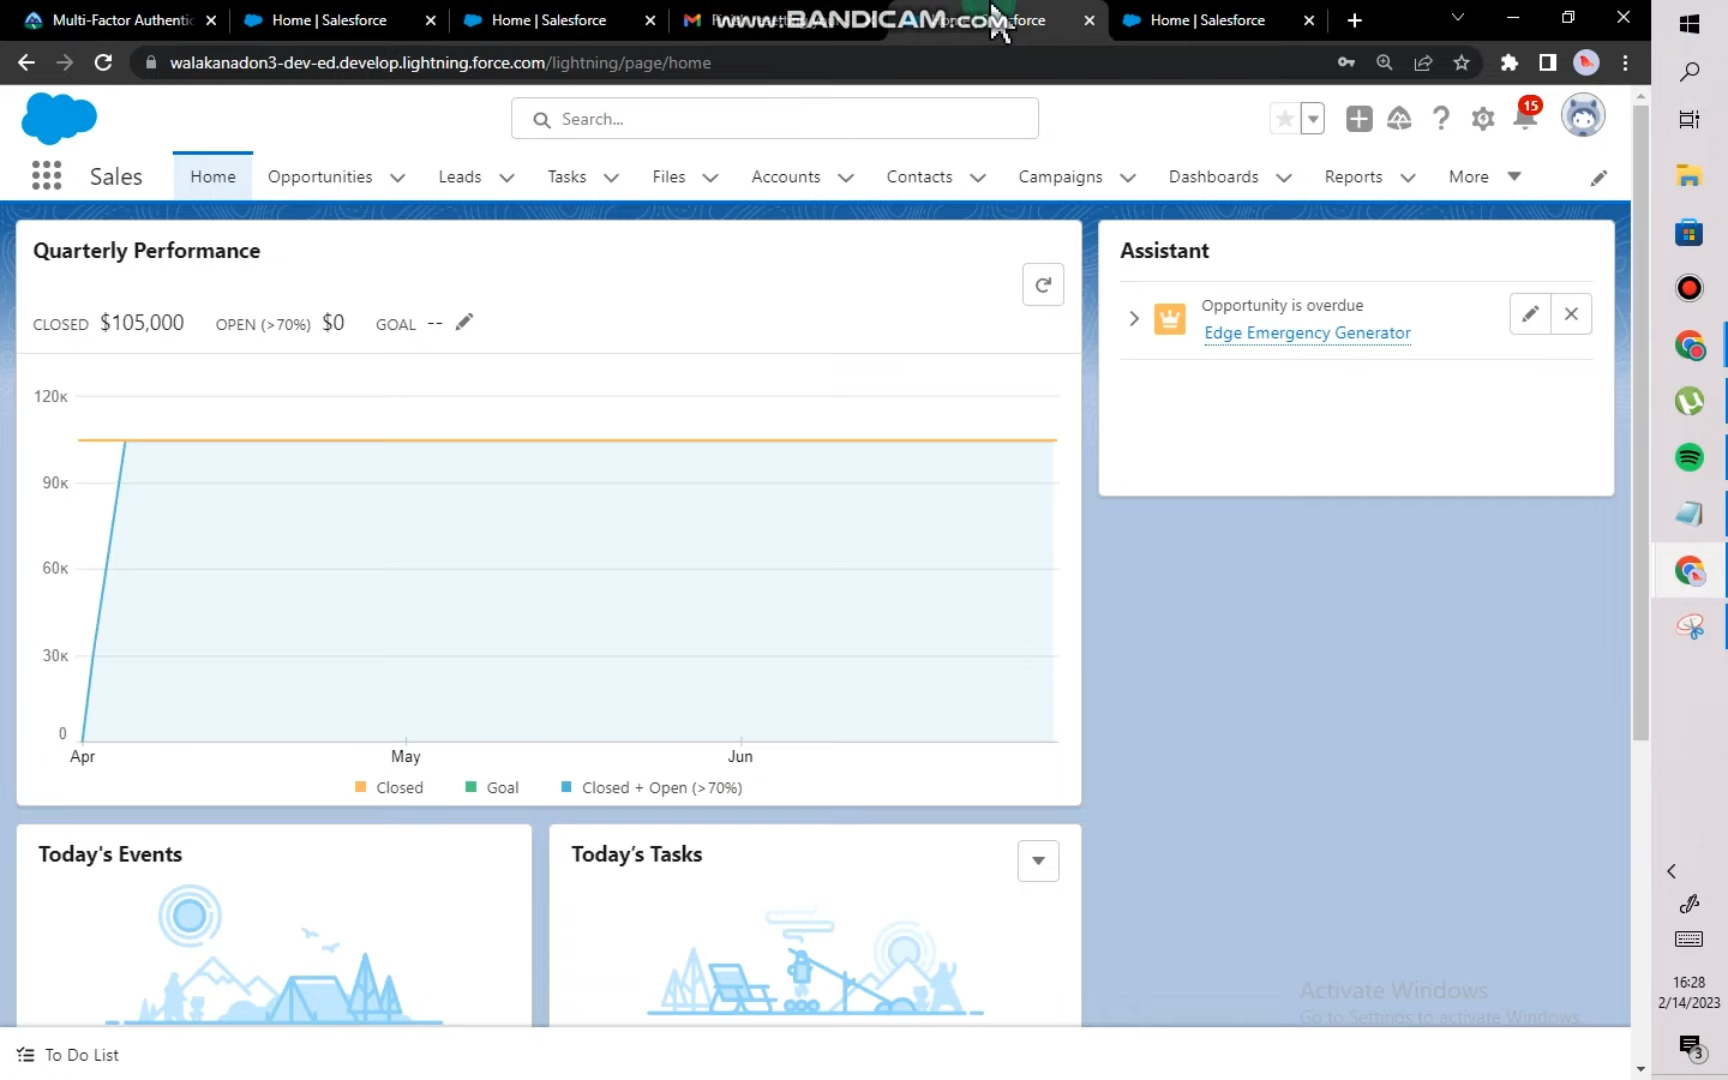 Multi-Factor Authentic
Home | Salesforce
Home | Salesforce
www.BANDICAM.com
Home | Salesforce
walakanadon3-dev-ed.develop.lightning.force.com/lightning/page/home
Search...
15
Sales
Home
Opportunities
Leads
Tasks
Files
Accounts
Contacts
Campaigns
Dashboards
Reports
More
Quarterly Performance
CLOSED $105,000 OPEN (>70%) $0 GOAL --
Assistant
Opportunity is overdue
Edge Emergency Generator
120K
90K
60K
30K
0
Apr
May
Jun
Closed
Goal
Closed + Open (>70%)
Today's Events
Today’s Tasks
Activate Windows
Go to Settings to activate Windows.
To Do List
16:28
2/14/2023
3